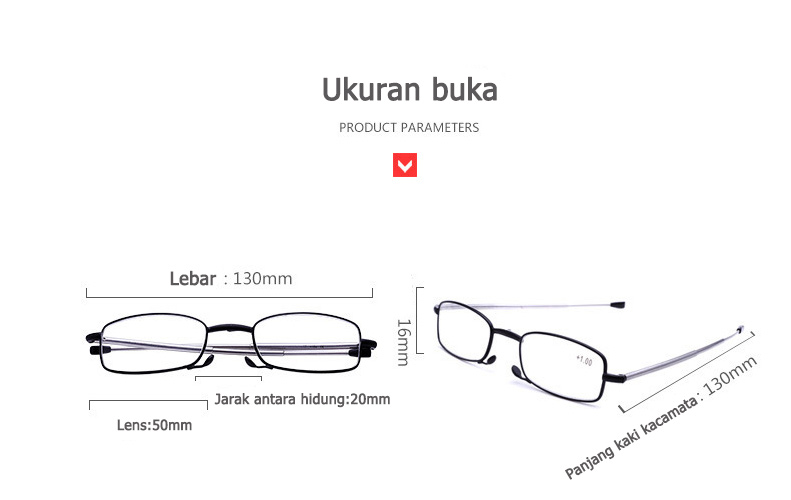 Ukuran buka
PRODUCT PARAMETERS
Lebar : 130mm
16mm
+1.00
Jarak antara hidung:20mm
Lens:50mm
Panjang kaki kacamata: 130mm